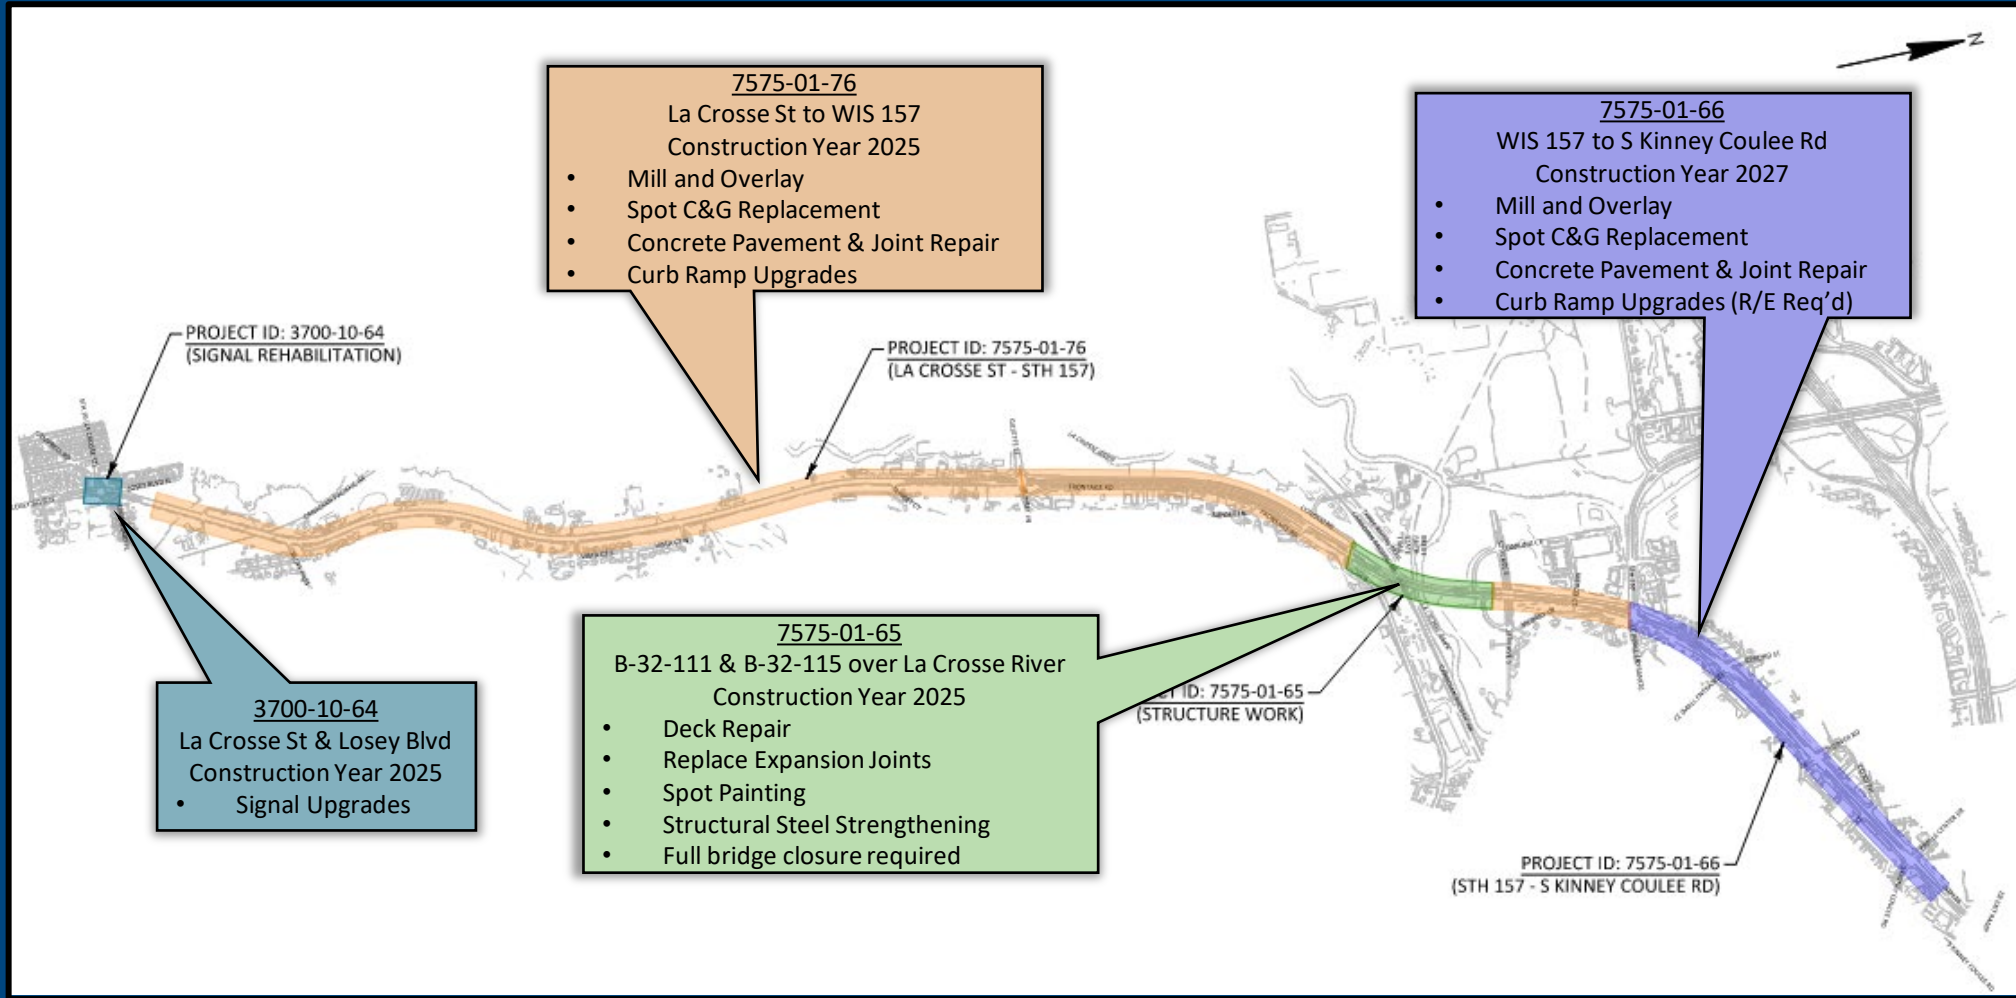 N
7575-01-76
La Crosse St to WIS 157
Construction Year 2025
• Mill and Overlay
• Spot C&G Replacement
• Concrete Pavement & Joint Repair
• Curb Ramp Upgrades
7575-01-66
WIS 157 to S Kinney Coulee Rd
Construction Year 2027
• Mill and Overlay
• Spot C&G Replacement
• Concrete Pavement & Joint Repair
• Curb Ramp Upgrades (R/E Req’d)
PROJECT ID: 3700-10-64
(SIGNAL REHABILITATION)
PROJECT ID: 7575-01-76
(LA CROSSE ST - STH 157)
FRONTAGE RD
3700-10-64
La Crosse St & Losey Blvd
Construction Year 2025
• Signal Upgrades
7575-01-65
B-32-111 & B-32-115 over La Crosse River
Construction Year 2025
• Deck Repair
• Replace Expansion Joints
• Spot Painting
• Structural Steel Strengthening
• Full bridge closure required
CT ID: 7575-01-65
(STRUCTURE WORK)
PROJECT ID: 7575-01-66
(STH 157 - S KINNEY COULEE RD)
S KINNEY COULEE RD